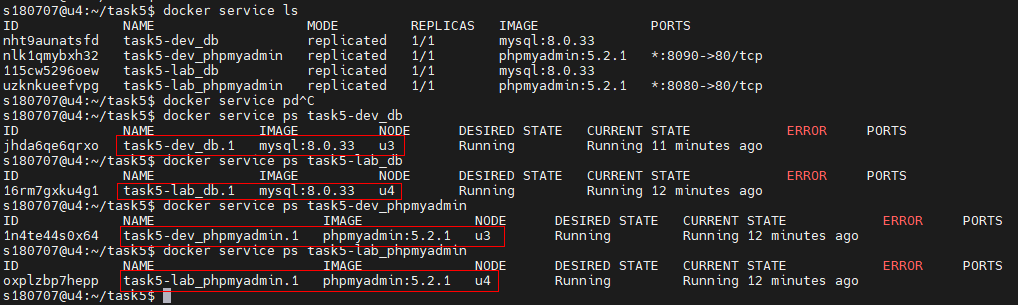 s180707@u4:~/task5$ docker service ls
ID NAME MODE REPLICAS IMAGE PORTS
nht9aunatsfd task5-dev_db replicated 1/1 mysql:8.0.33
nlk1qmybxh32 task5-dev_phpmyadmin replicated 1/1 phpmyadmin:5.2.1 *:8090->80/tcp
115cw5296oew task5-lab_db replicated 1/1 mysql:8.0.33
uzknkueefvpg task5-lab_phpmyadmin replicated 1/1 phpmyadmin:5.2.1 *:8080->80/tcp
s180707@u4:~/task5$ docker service pd^C
s180707@u4:~/task5$ docker service ps task5-dev_db
ID NAME IMAGE NODE DESIRED STATE CURRENT STATE ERROR PORTS
jhda6qe6qrxo task5-dev_db.1 mysql:8.0.33 u3 Running Running 11 minutes ago
s180707@u4:~/task5$ docker service ps task5-lab_db
ID NAME IMAGE NODE DESIRED STATE CURRENT STATE ERROR PORTS
16rm7gxku4g1 task5-lab_db.1 mysql:8.0.33 u4 Running Running 12 minutes ago
s180707@u4:~/task5$ docker service ps task5-dev_phpmyadmin
ID NAME IMAGE NODE DESIRED STATE CURRENT STATE ERROR PORTS
1n4te44s0x64 task5-dev_phpmyadmin.1 phpmyadmin:5.2.1 u3 Running Running 12 minutes ago
s180707@u4:~/task5$ docker service ps task5-lab_phpmyadmin
ID NAME IMAGE NODE DESIRED STATE CURRENT STATE ERROR PORTS
oxplzbp7hepp task5-lab_phpmyadmin.1 phpmyadmin:5.2.1 u4 Running Running 12 minutes ago
s180707@u4:~/task5$